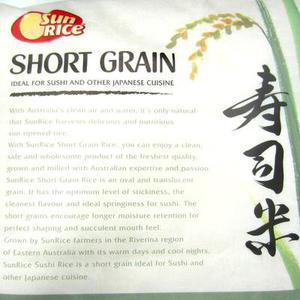 Sun
RICE
SHORT GRAIN
IDEAL FOR SUSHI AND OTHER JAPANESE CUISINE
With Australia's clean air and water, it's only natural
that SunRice harvests delicious and nutritious
sun ripened rice.
With SunRice Short Grain Rice, you can enjoy a clean,
safe and wholesome product of the freshest quality,
grown and milled with Australian expertise and passion.
SunRice Short Grain Rice is an oval and translucent
grain. It has the optimum level of stickiness, the
cleanest flavour and ideal springiness for sushi. The
short grains encourage longer moisture retention for
perfect shaping and succulent mouth feel.
Grown by SunRice farmers in the Riverina region
of Eastern Australia with its warm days and cool nights.
SunRice Sushi Rice is a short grain ideal for Sushi and
other Japanese cuisine.
寿司米